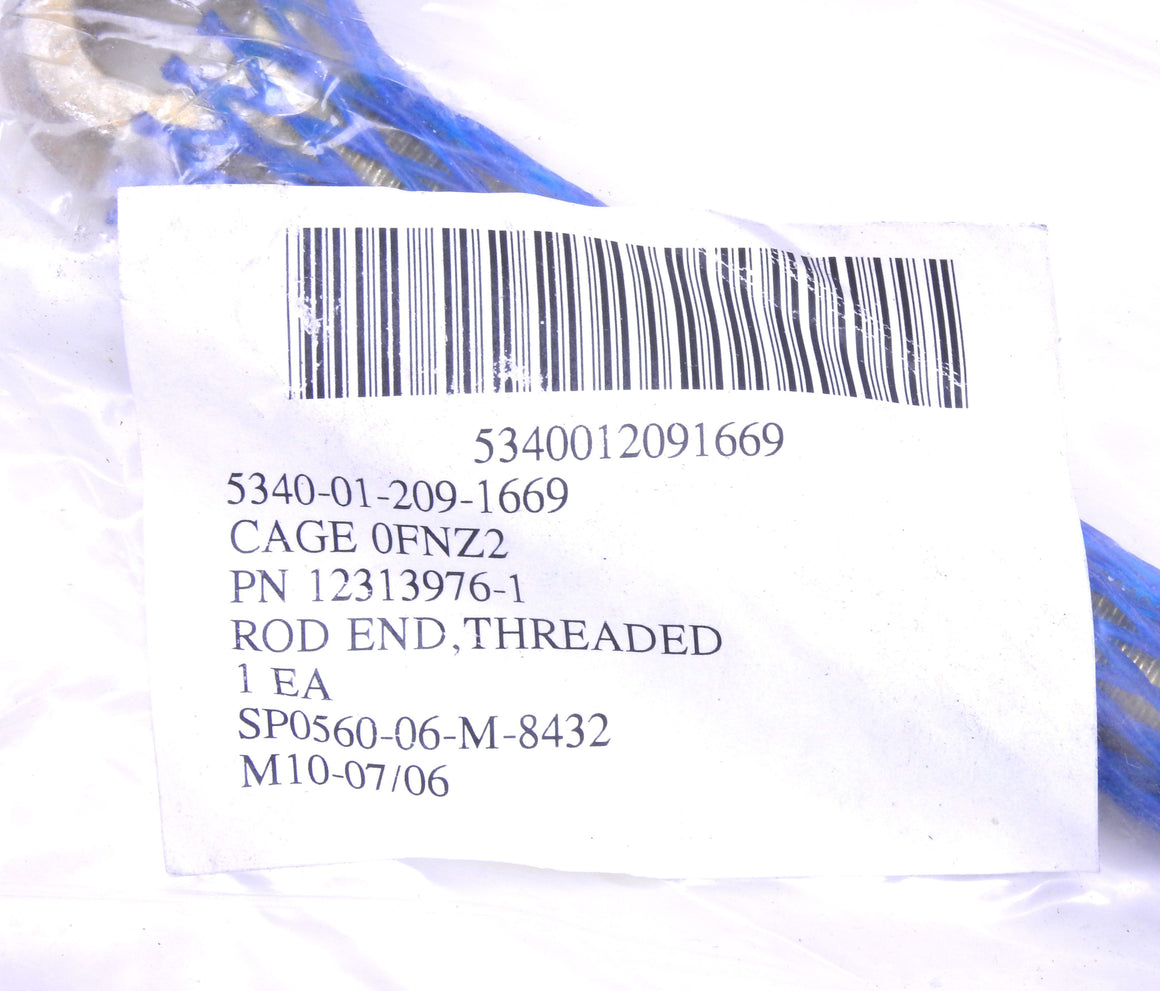 5340012091669
5340-01-209-1669
CAGE 0FNZ2
PN 12313976-1
ROD END,THREADED
1 EA
SP0560-06-M-8432
M10-07/06